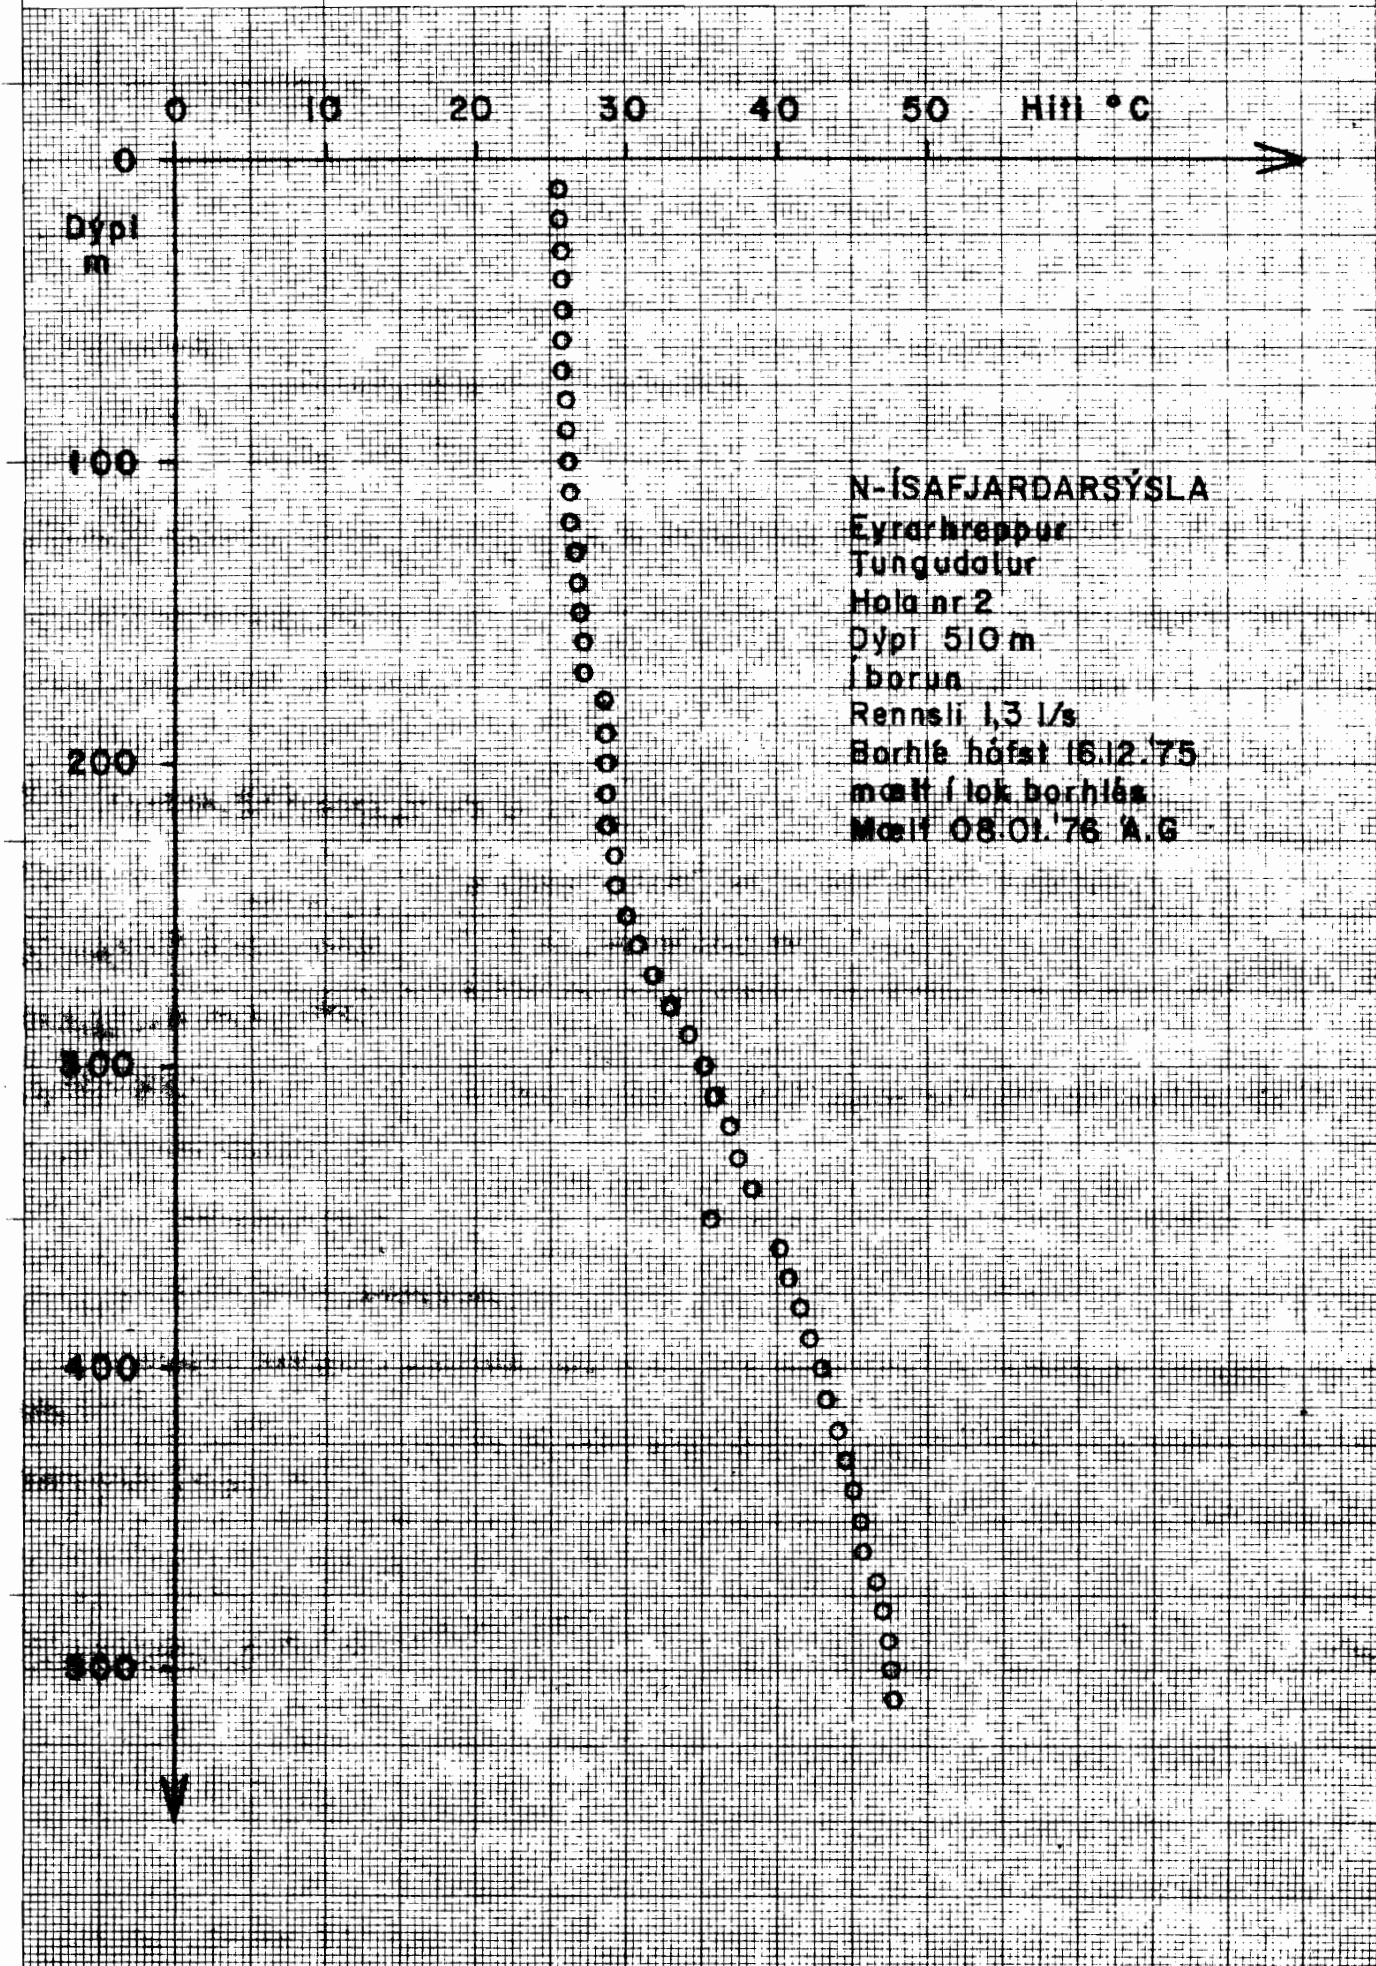 0 10 20 30 40 50 Hiti °C
0
Dýpi
m
100
200
300
400
500
N-ÍSAFJARDARSÝSLA
Eyrarhreppur
Tungudalur
Hola nr 2
Dýpi 510 m
Í borun
Rennsli 1,3 l/s
Borhlé hófst 16.12.'75
mælt í lok borhlés
Mælt 08.01.'76 A.G